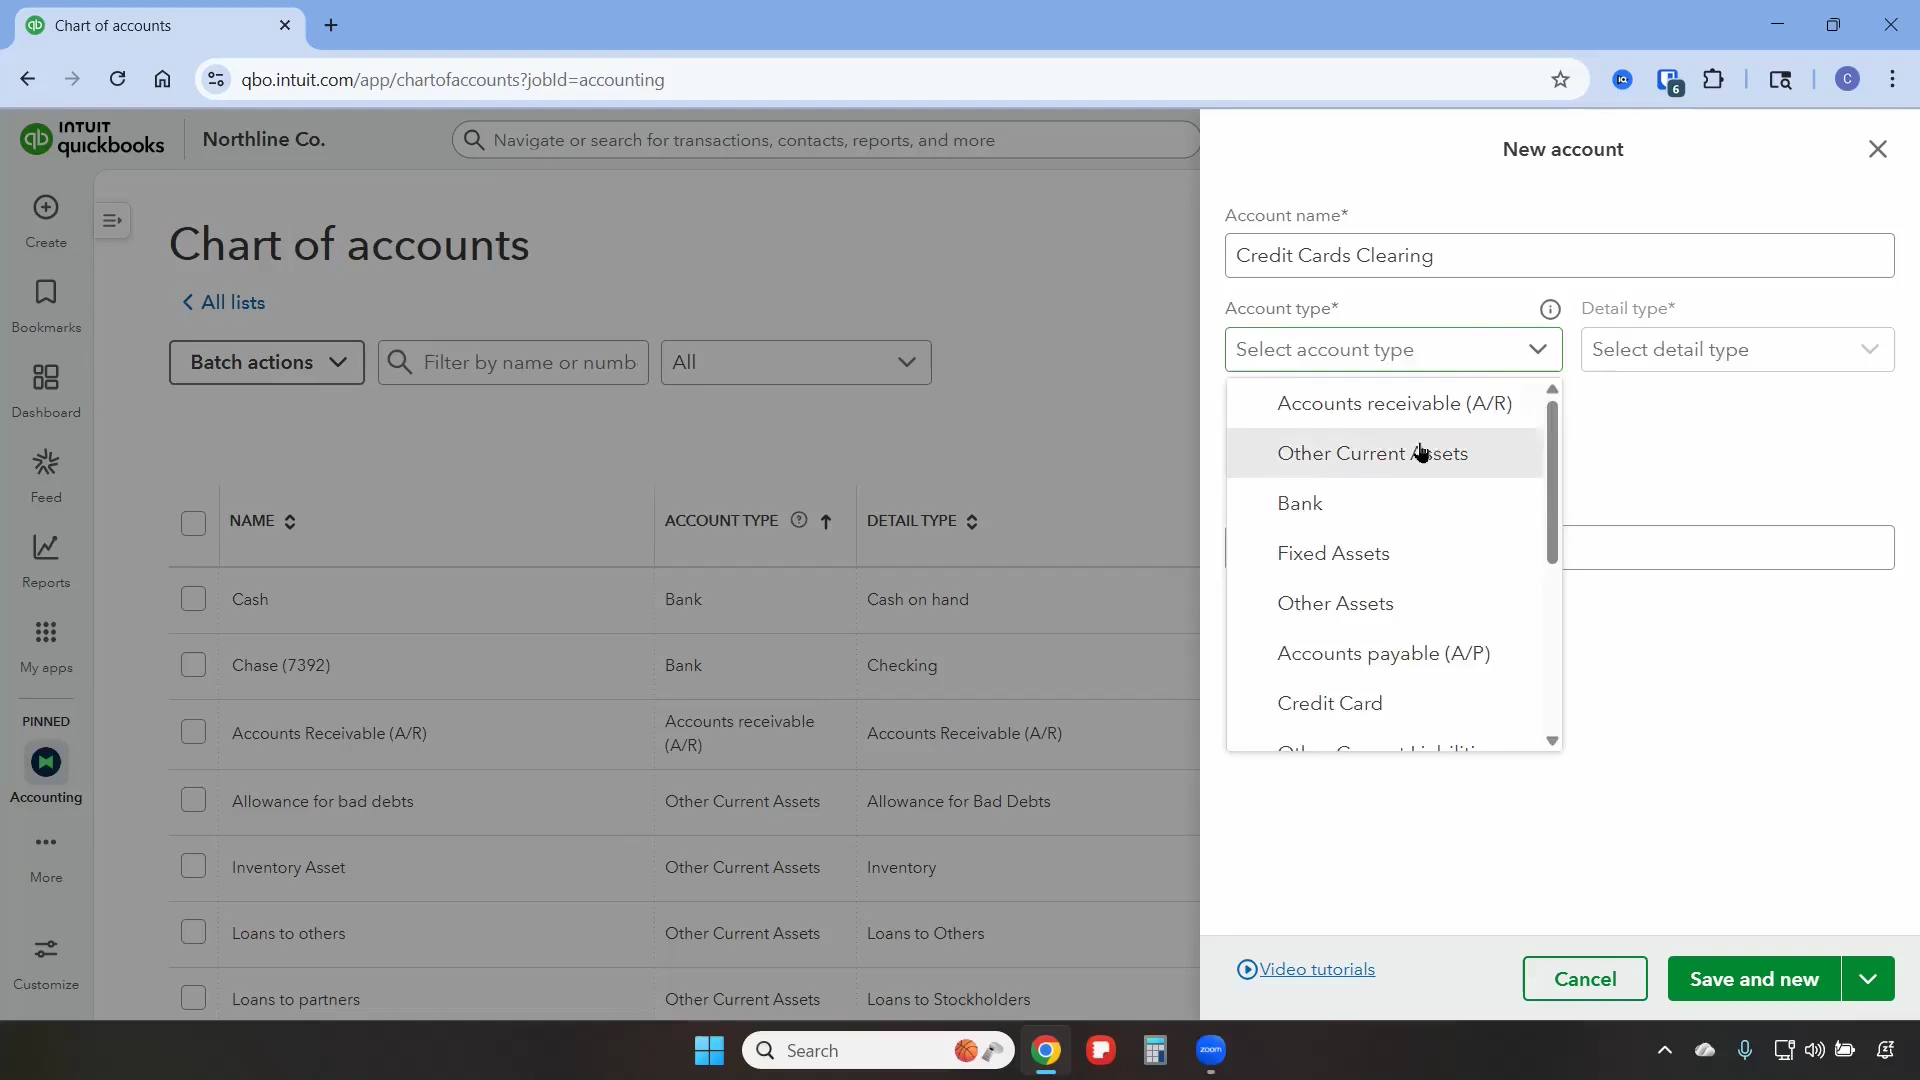 Chart of accounts
qbo.intuit.com/app/chartofaccounts?jobId=accounting
6
C
INTUIT
quickbooks
Northline Co.
Navigate or search for transactions, contacts, reports, and more
Create
Bookmarks
Dashboard
Feed
Reports
My apps
PINNED
Accounting
More
Customize
Chart of accounts
All lists
Batch actions
Filter by name or numb
All
NAME
ACCOUNT TYPE
DETAIL TYPE
Cash
Bank
Cash on hand
Chase (7392)
Bank
Checking
Accounts Receivable (A/R)
Accounts receivable
(A/R)
Accounts Receivable (A/R)
Allowance for bad debts
Other Current Assets
Allowance for Bad Debts
Inventory Asset
Other Current Assets
Inventory
Loans to others
Other Current Assets
Loans to Others
Loans to partners
Other Current Assets
Loans to Stockholders
New account
Account name*
Credit Cards Clearing
Account type*
Detail type*
Select account type
Select detail type
Accounts receivable (A/R)
Other Current Assets
Bank
Fixed Assets
Other Assets
Accounts payable (A/P)
Credit Card
Video tutorials
Cancel
Save and new
Search
zoom